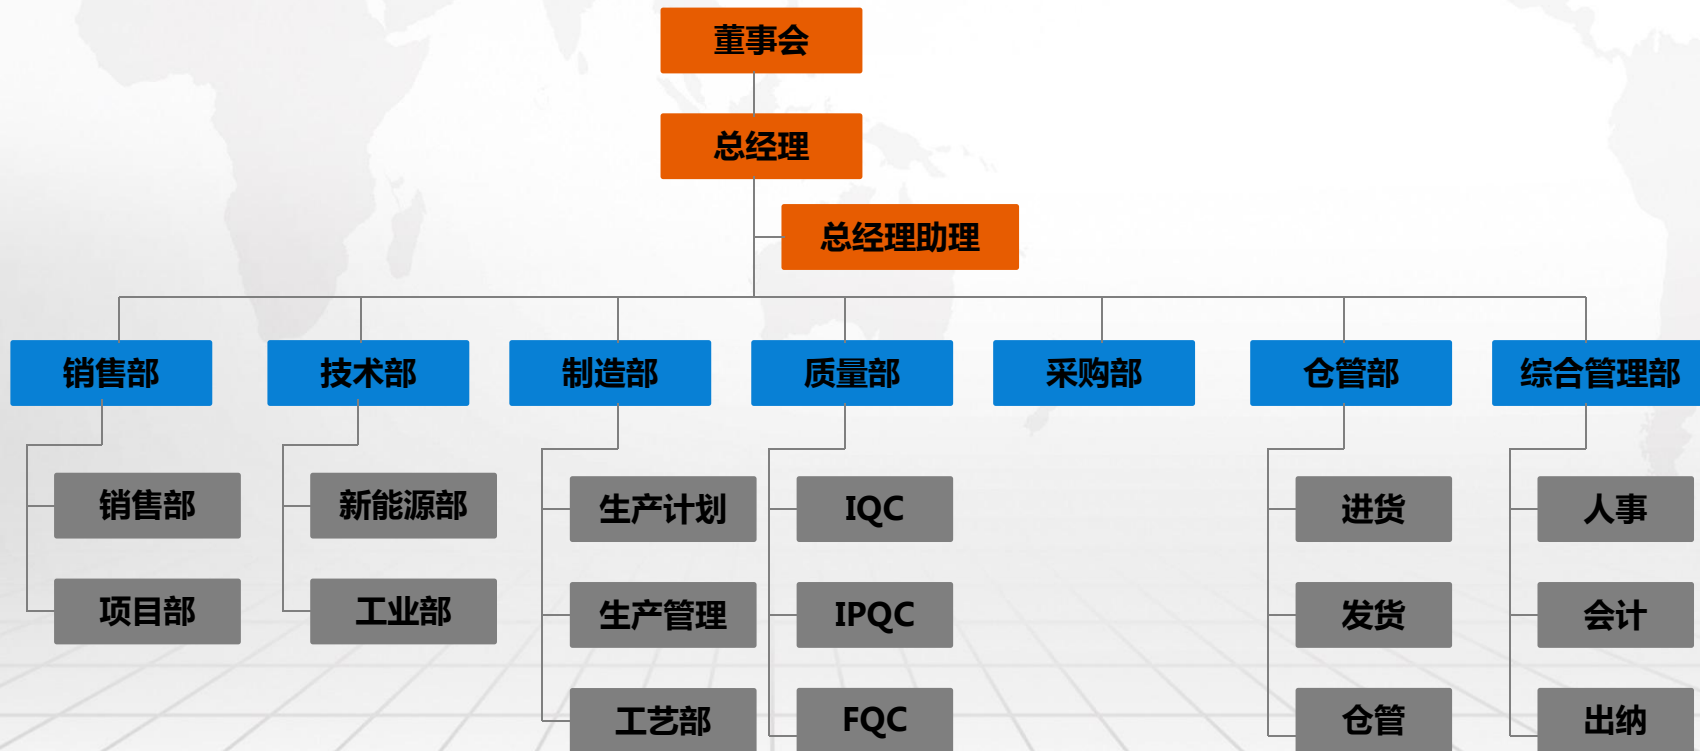 董事会
总经理
总经理助理
销售部
技术部
制造部
质量部
采购部
仓管部
综合管理部
销售部
新能源部
生产计划
IQC
进货
人事
项目部
工业部
生产管理
IPQC
发货
会计
工艺部
FQC
仓管
出纳